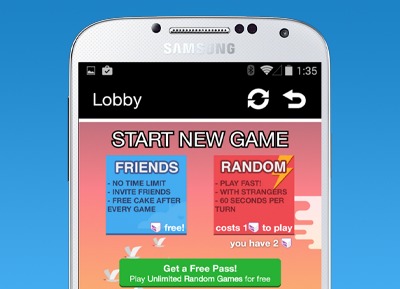 SAMSUNG
1:35
Lobby
START NEW GAME
FRIENDS
- NO TIME LIMIT
- INVITE FRIENDS
- FREE CAKE AFTER
EVERY GAME
free!
RANDOM
- PLAY FAST!
- WITH STRANGERS
- 60 SECONDS PER
TURN
costs 1 to play
you have 2
Get a Free Pass!
Play Unlimited Random Games for free